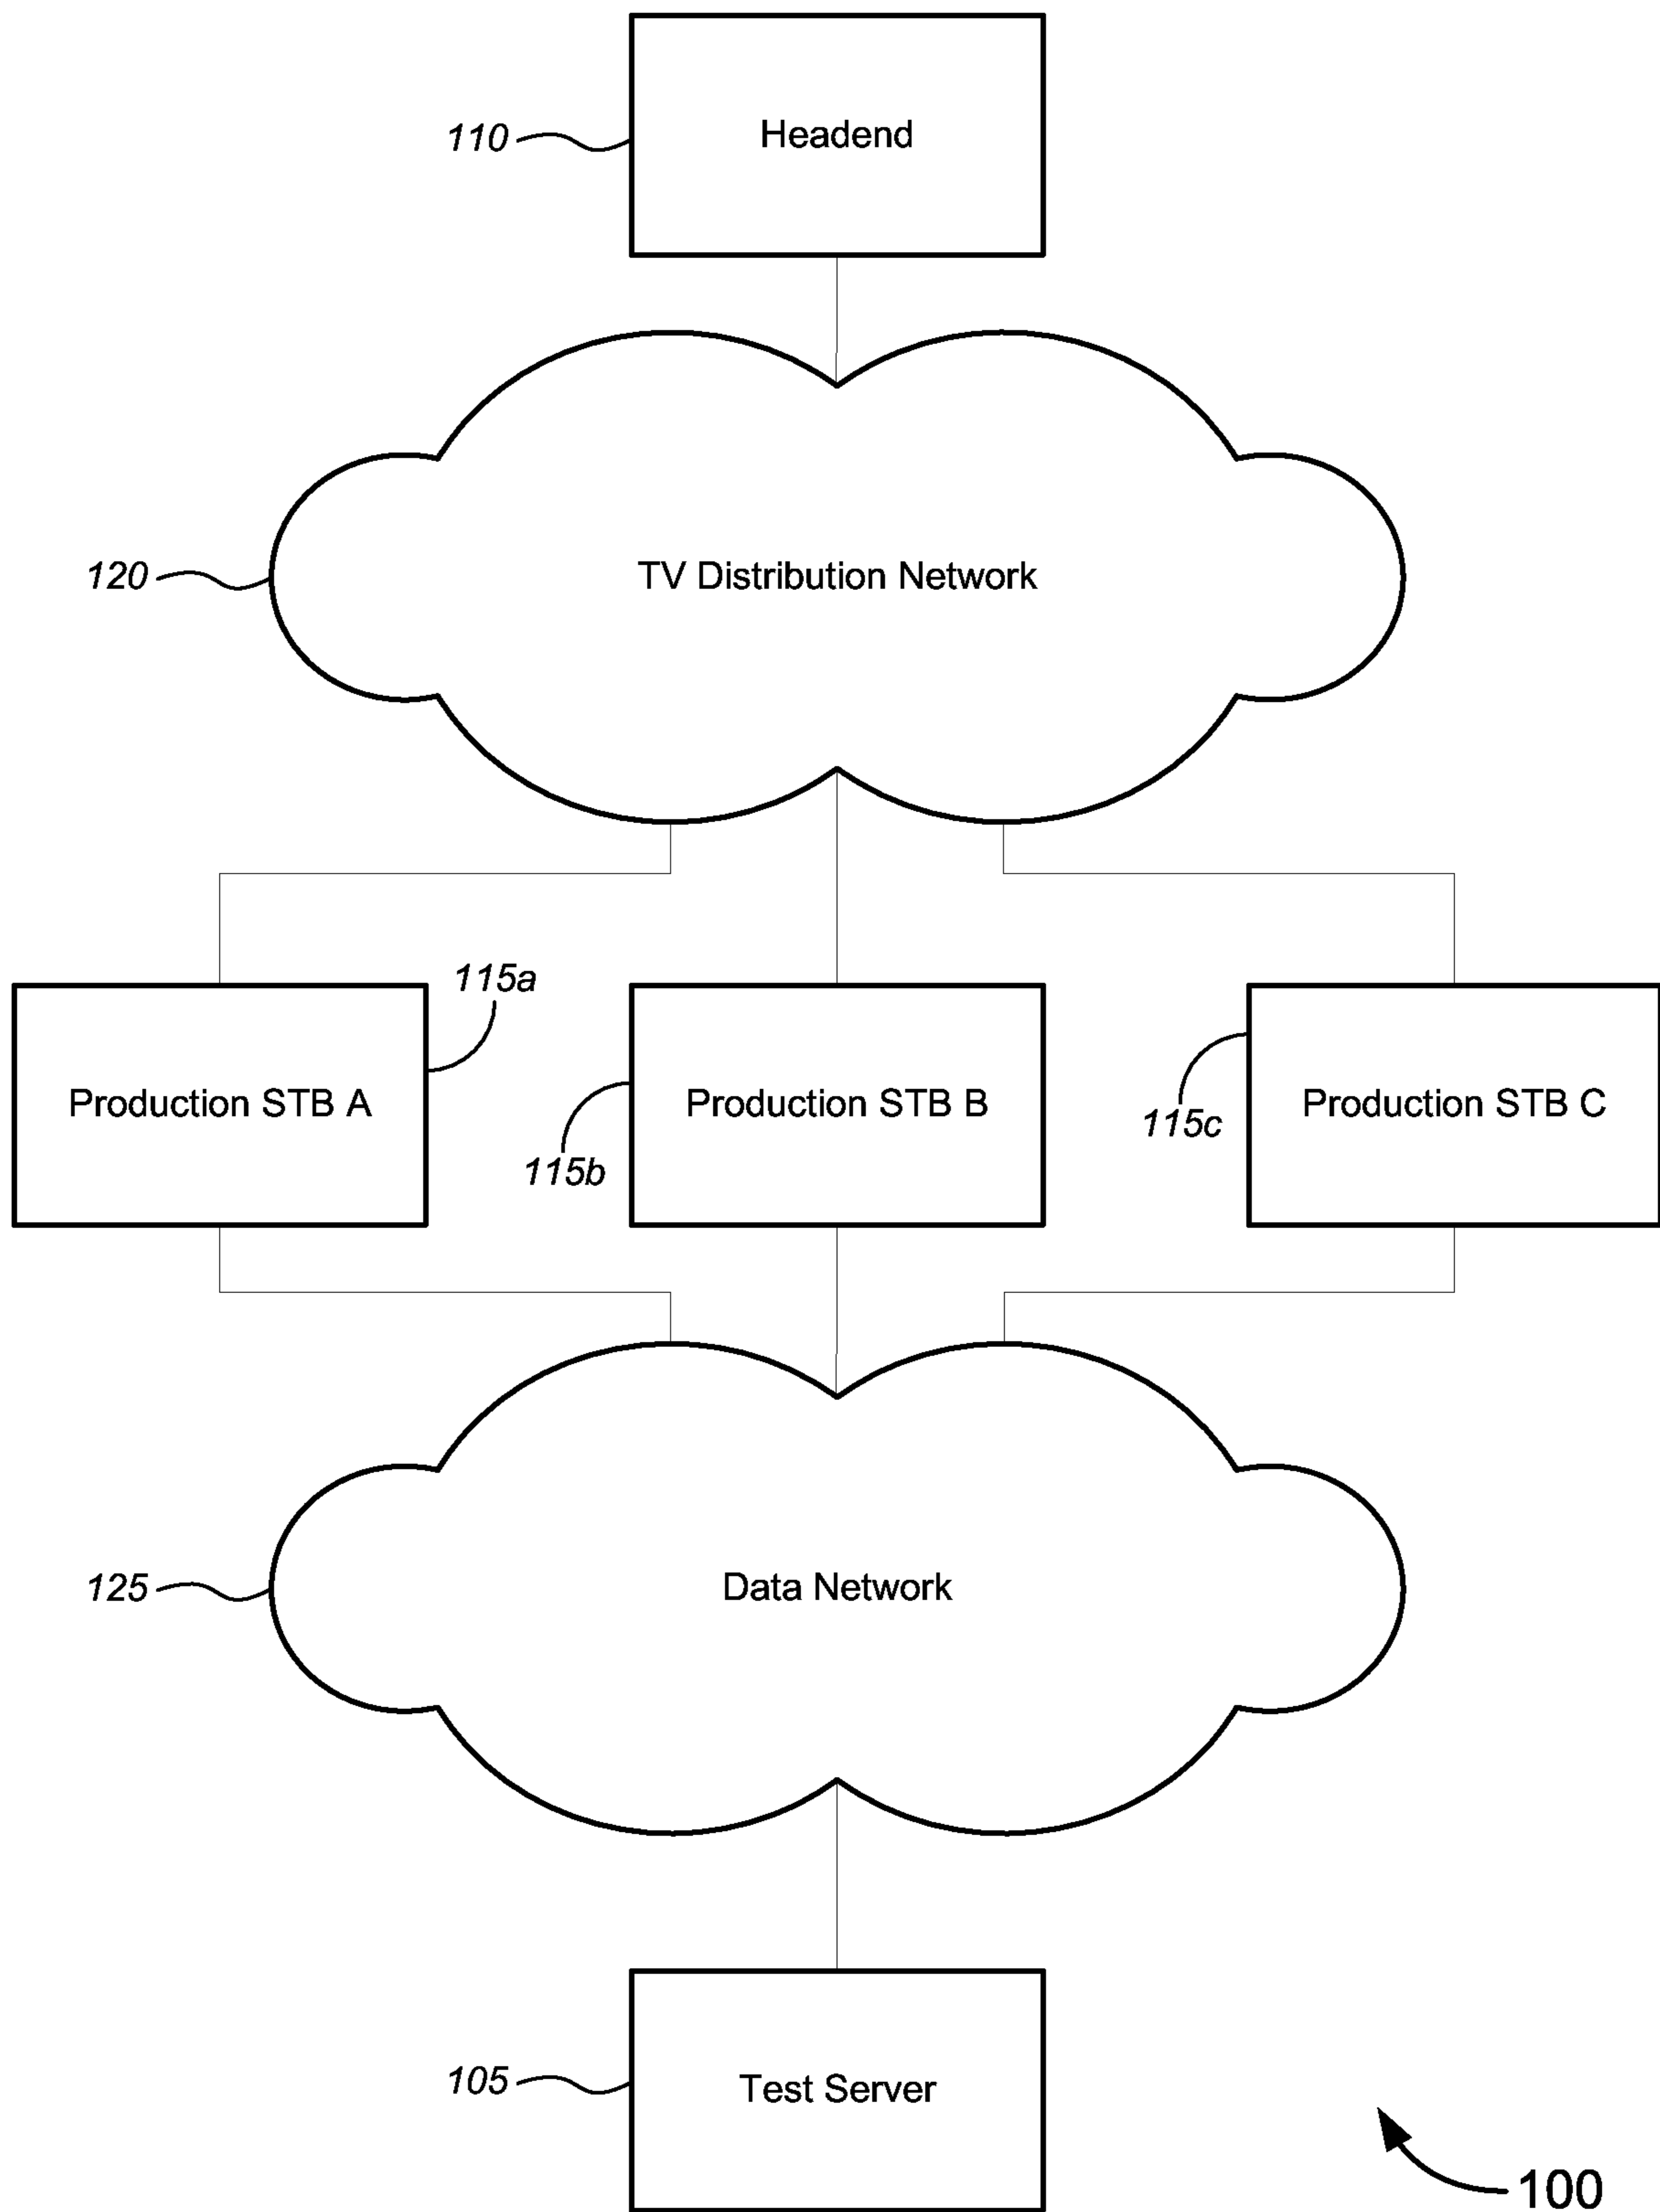 Headend
110
TV Distribution Network
120
115a
Production STB A
Production STB B
Production STB C
115c
115b
Data Network
125
105
Test Server
100